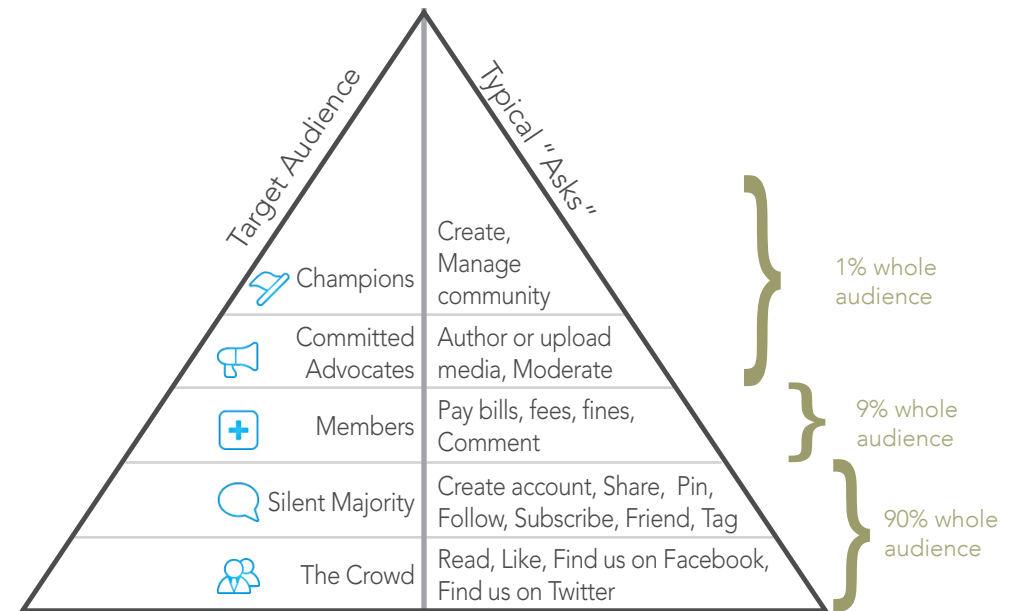 Target Audience
Typical "Asks"
Champions
Create,
Manage
community
Committed
Advocates
Author or upload
media, Moderate
1% whole
audience
Members
Pay bills, fees, fines,
Comment
9% whole
audience
Silent Majority
Create account, Share, Pin,
Follow, Subscribe, Friend, Tag
The Crowd
Read, Like, Find us on Facebook,
Find us on Twitter
90% whole
audience